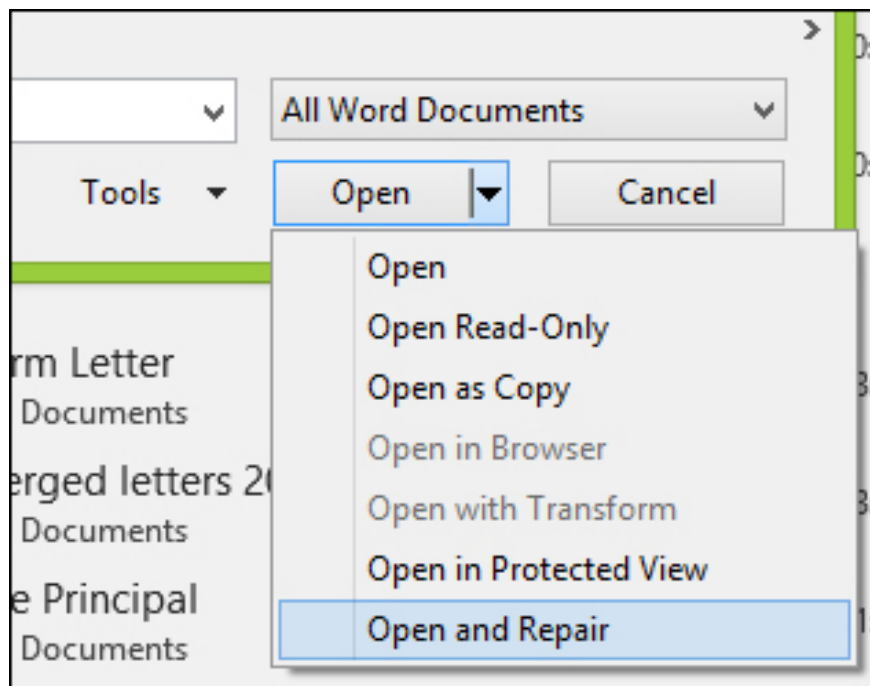 All Word Documents
Tools Open Cancel
Open
Open Read-Only
Open as Copy
Open in Browser
Open with Transform
Open in Protected View
Open and Repair
rm Letter
Documents
erged letters 20
Documents
e Principal
Documents